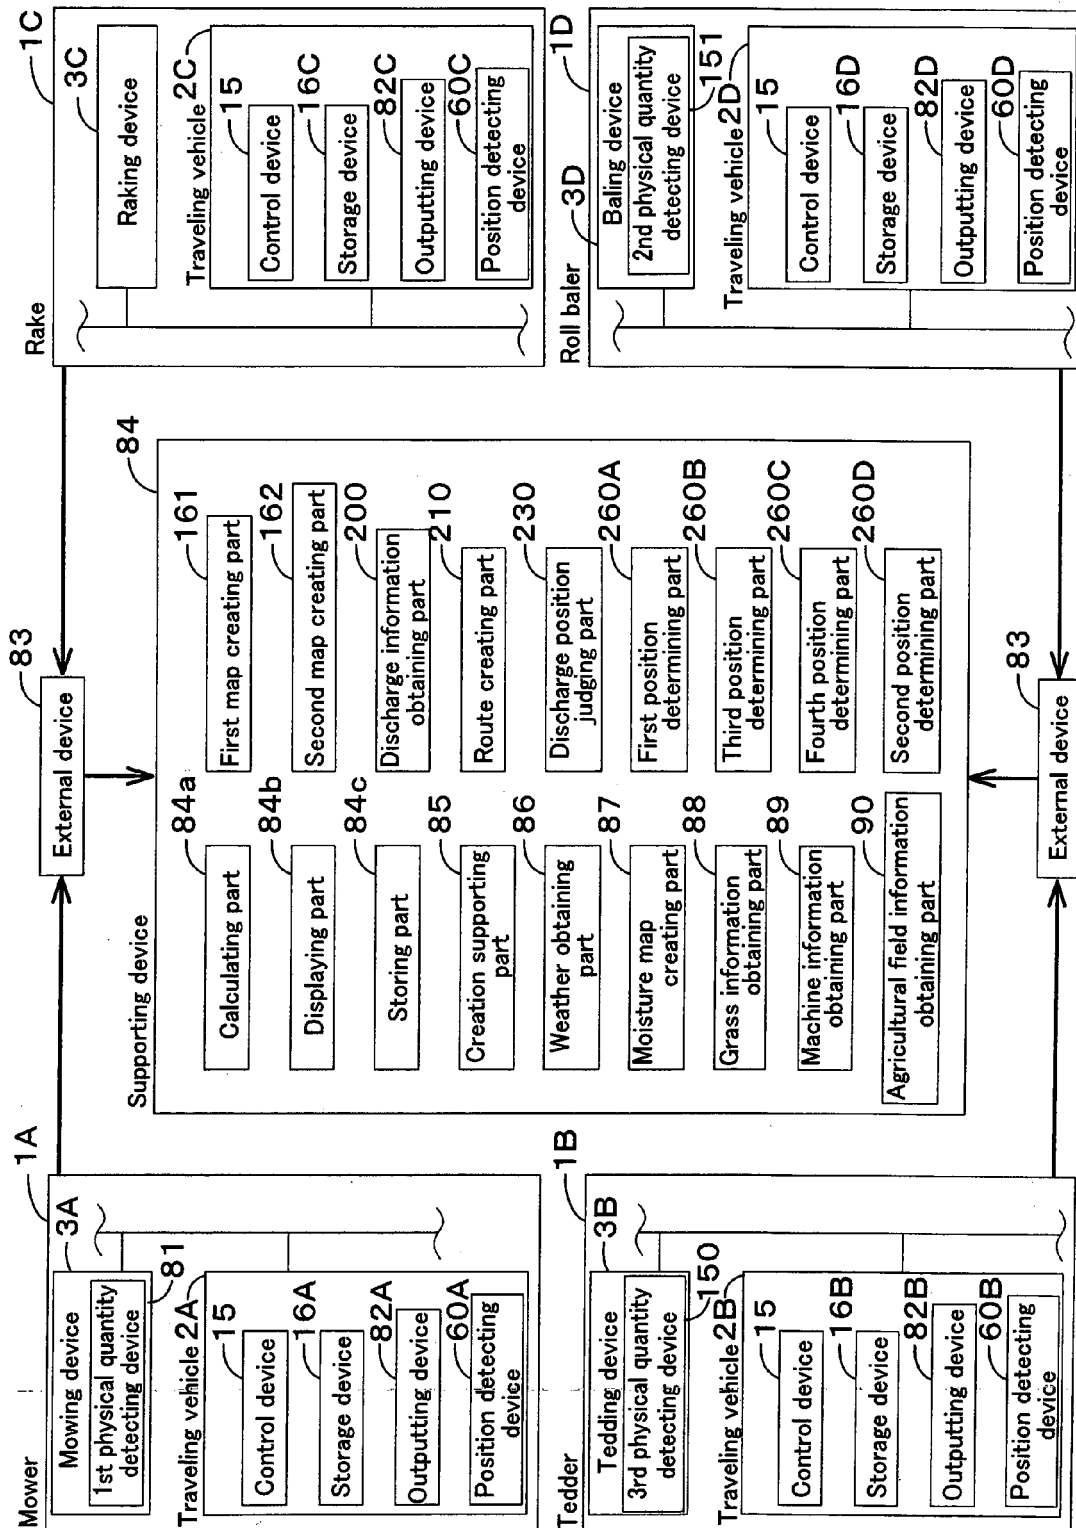 Mower
1A
Mowing device
3A
1st physical quantity
detecting device
81
Traveling vehicle
2A
Control device
15
Storage device
16A
Outputting device
82A
Position detecting
device
60A
Tedder
1B
Tedding device
3B
3rd physical quantity
detecting device
150
Traveling vehicle
2B
Control device
15
Storage device
16B
Outputting device
82B
Position detecting
device
60B
External device
83
Supporting device
84
Calculating part
84a
Displaying part
84b
Storing part
84c
Creation supporting
part
85
Weather obtaining
part
86
Moisture map
creating part
87
Grass information
obtaining part
88
Machine information
obtaining part
89
Agricultural field information
obtaining part
90
First map creating part
161
Second map creating part
162
Discharge information
obtaining part
200
Route creating part
210
Discharge position
judging part
230
First position
determining part
260A
Third position
determining part
260B
Fourth position
determining part
260C
Second position
determining part
260D
External device
83
Rake
1C
Raking device
3C
Traveling vehicle
2C
Control device
15
Storage device
16C
Outputting device
82C
Position detecting
device
60C
Roll baler
1D
3D
Baling device
2nd physical quantity
detecting device
151
Traveling vehicle
2D
Control device
15
Storage device
16D
Outputting device
82D
Position detecting
device
60D